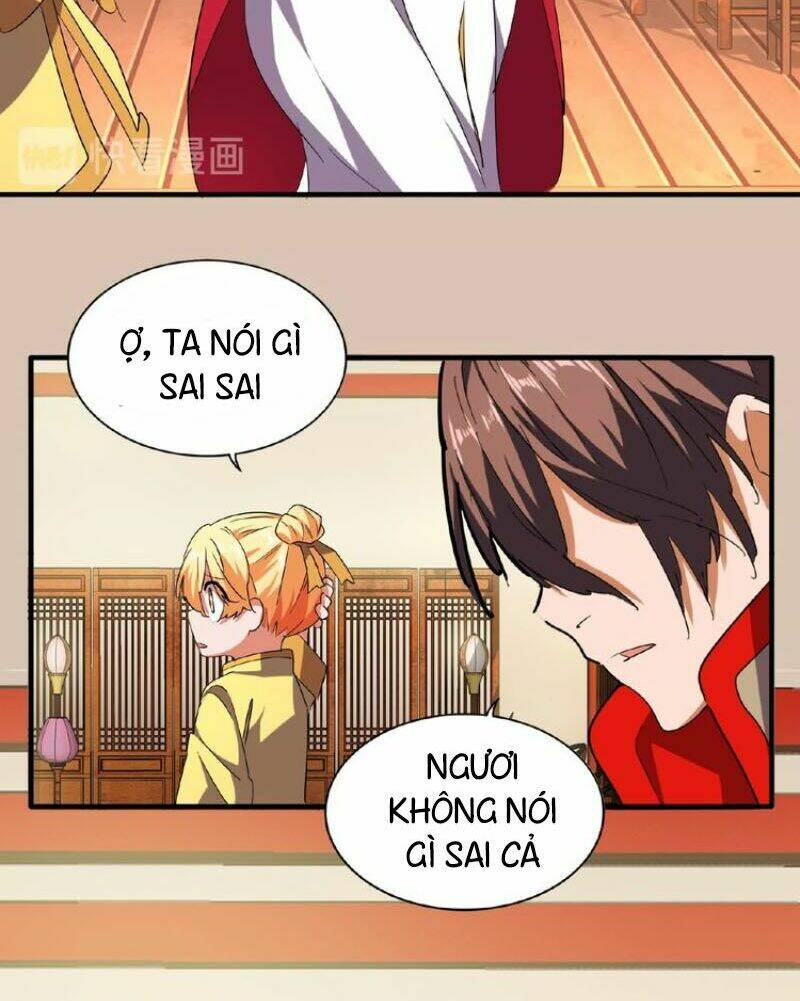 快看漫画
Ợ, TA NÓI GÌ
SAI SAI
NGƯƠI
KHÔNG NÓI
GÌ SAI CẢ